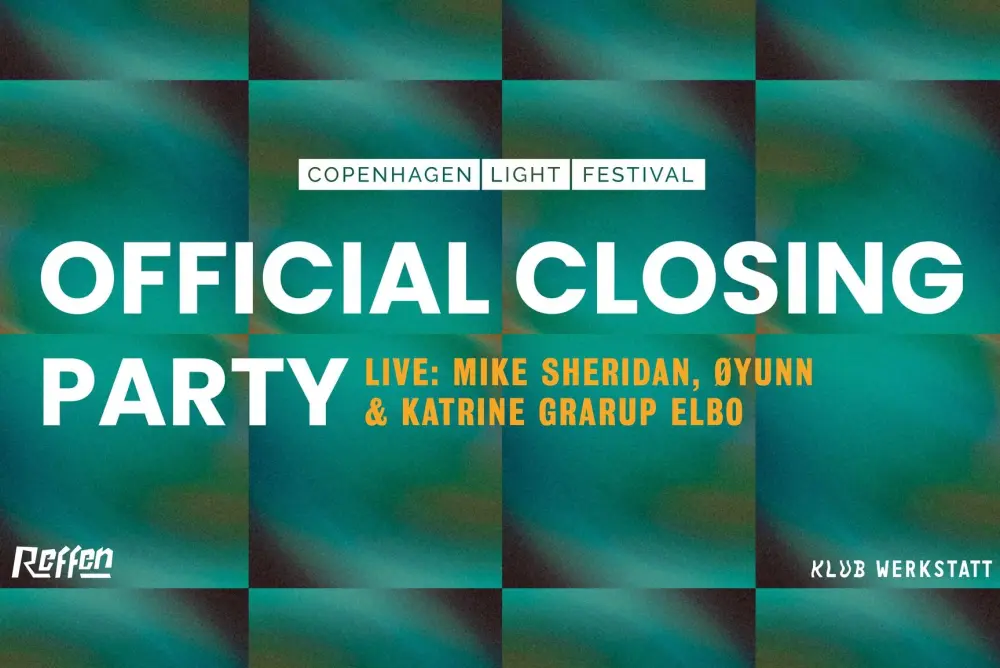 COPENHAGEN LIGHT FESTIVAL
OFFICIAL CLOSING
PARTY
LIVE: MIKE SHERIDAN, ØYUNN
& KATRINE GRARUP ELBO
Reffen
KLUB WERKSTATT